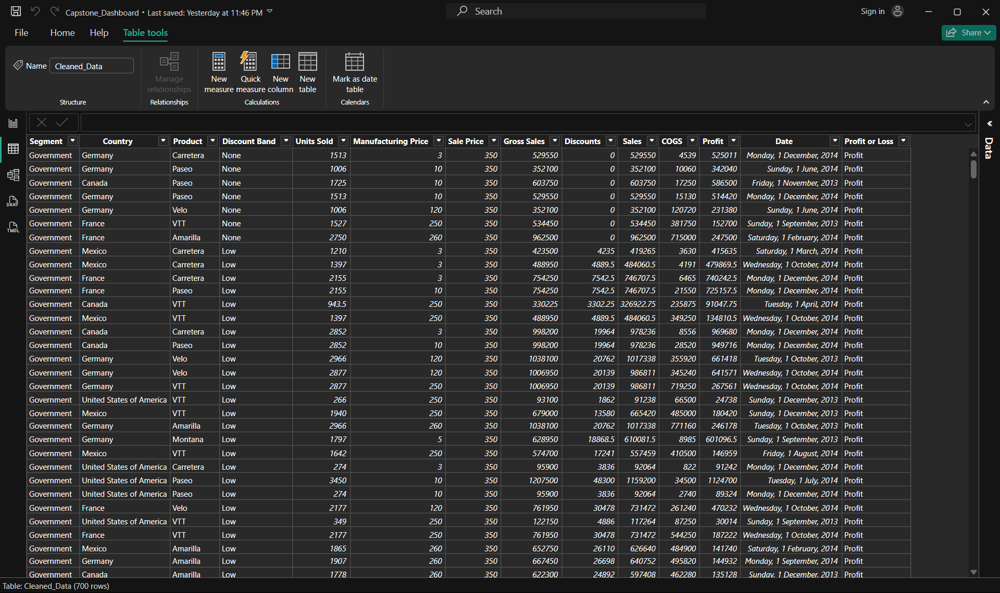 Capstone_Dashboard • Last saved: Yesterday at 11:46 PM
Search
Sign in
File Home Help Table tools
Share
Name Cleaned_Data
Manage relationships
New measure
Quick measure
New column
New table
Mark as date table
Structure Relationships Calculations Calendars
DAX
TMDL
Data
Segment Country Product Discount Band Units Sold Manufacturing Price Sale Price Gross Sales Discounts Sales COGS Profit Date Profit or Loss
Government Germany Carretera None 1513 3 350 529550 0 529550 4539 525011 Monday, 1 December, 2014 Profit
Government Germany Paseo None 1006 10 350 352100 0 352100 10060 342040 Sunday, 1 June, 2014 Profit
Government Canada Paseo None 1725 10 350 603750 0 603750 17250 586500 Friday, 1 November, 2013 Profit
Government Germany Paseo None 1513 10 350 529550 0 529550 15130 514420 Monday, 1 December, 2014 Profit
Government Germany Velo None 1006 120 350 352100 0 352100 120720 231380 Sunday, 1 June, 2014 Profit
Government France VTT None 1527 250 350 534450 0 534450 381750 152700 Sunday, 1 September, 2013 Profit
Government France Amarilla None 2750 260 350 962500 0 962500 715000 247500 Saturday, 1 February, 2014 Profit
Government Mexico Carretera Low 1210 3 350 423500 4235 419265 3630 415635 Saturday, 1 March, 2014 Profit
Government Mexico Carretera Low 1397 3 350 488950 4889.5 484060.5 4191 479869.5 Wednesday, 1 October, 2014 Profit
Government France Carretera Low 2155 3 350 754250 7542.5 746707.5 6465 740242.5 Monday, 1 December, 2014 Profit
Government France Paseo Low 2155 10 350 754250 7542.5 746707.5 21550 725157.5 Monday, 1 December, 2014 Profit
Government Canada VTT Low 943.5 250 350 330225 3302.25 326922.75 235875 91047.75 Tuesday, 1 April, 2014 Profit
Government Mexico VTT Low 1397 250 350 488950 4889.5 484060.5 349250 134810.5 Wednesday, 1 October, 2014 Profit
Government Canada Carretera Low 2852 3 350 998200 19964 978236 8556 969680 Monday, 1 December, 2014 Profit
Government Canada Paseo Low 2852 10 350 998200 19964 978236 28520 949716 Monday, 1 December, 2014 Profit
Government Germany Velo Low 2966 120 350 1038100 20762 1017338 355920 661418 Tuesday, 1 October, 2013 Profit
Government Germany Velo Low 2877 120 350 1006950 20139 986811 345240 641571 Wednesday, 1 October, 2014 Profit
Government Germany VTT Low 2877 250 350 1006950 20139 986811 719250 267561 Wednesday, 1 October, 2014 Profit
Government United States of America VTT Low 266 250 350 93100 1862 91238 66500 24738 Sunday, 1 December, 2013 Profit
Government Mexico VTT Low 1940 250 350 679000 13580 665420 485000 180420 Sunday, 1 December, 2013 Profit
Government Germany Amarilla Low 2966 260 350 1038100 20762 1017338 771160 246178 Tuesday, 1 October, 2013 Profit
Government Germany Montana Low 1797 5 350 628950 18868.5 610081.5 8985 601096.5 Sunday, 1 September, 2013 Profit
Government Mexico VTT Low 1642 250 350 574700 17241 557459 410500 146959 Friday, 1 August, 2014 Profit
Government United States of America Carretera Low 274 3 350 95900 3836 92064 822 91242 Monday, 1 December, 2014 Profit
Government United States of America Paseo Low 3450 10 350 1207500 48300 1159200 34500 1124700 Tuesday, 1 July, 2014 Profit
Government United States of America Paseo Low 274 10 350 95900 3836 92064 2740 89324 Monday, 1 December, 2014 Profit
Government France Velo Low 2177 120 350 761950 30478 731472 261240 470232 Wednesday, 1 October, 2014 Profit
Government United States of America VTT Low 349 250 350 122150 4886 117264 87250 30014 Sunday, 1 September, 2013 Profit
Government France VTT Low 2177 250 350 761950 30478 731472 544250 187222 Wednesday, 1 October, 2014 Profit
Government Mexico Amarilla Low 1865 260 350 652750 26110 626640 484900 141740 Saturday, 1 February, 2014 Profit
Government Germany Amarilla Low 1907 260 350 667450 26698 640752 495820 144932 Monday, 1 September, 2014 Profit
Government Canada Amarilla Low 1778 260 350 622300 24892 597408 462280 135128 Sunday, 1 December, 2013 Profit
Table: Cleaned_Data (700 rows)